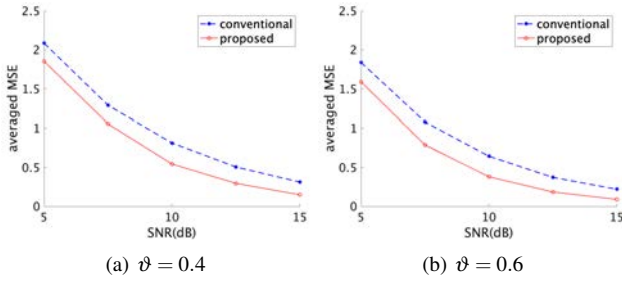 2.5
2
1.5
1
0.5
0
averaged MSE
conventional
proposed
5
10
15
SNR(dB)
(a) ϑ = 0.4
2.5
2
1.5
1
0.5
0
averaged MSE
conventional
proposed
5
10
15
SNR(dB)
(b) ϑ = 0.6